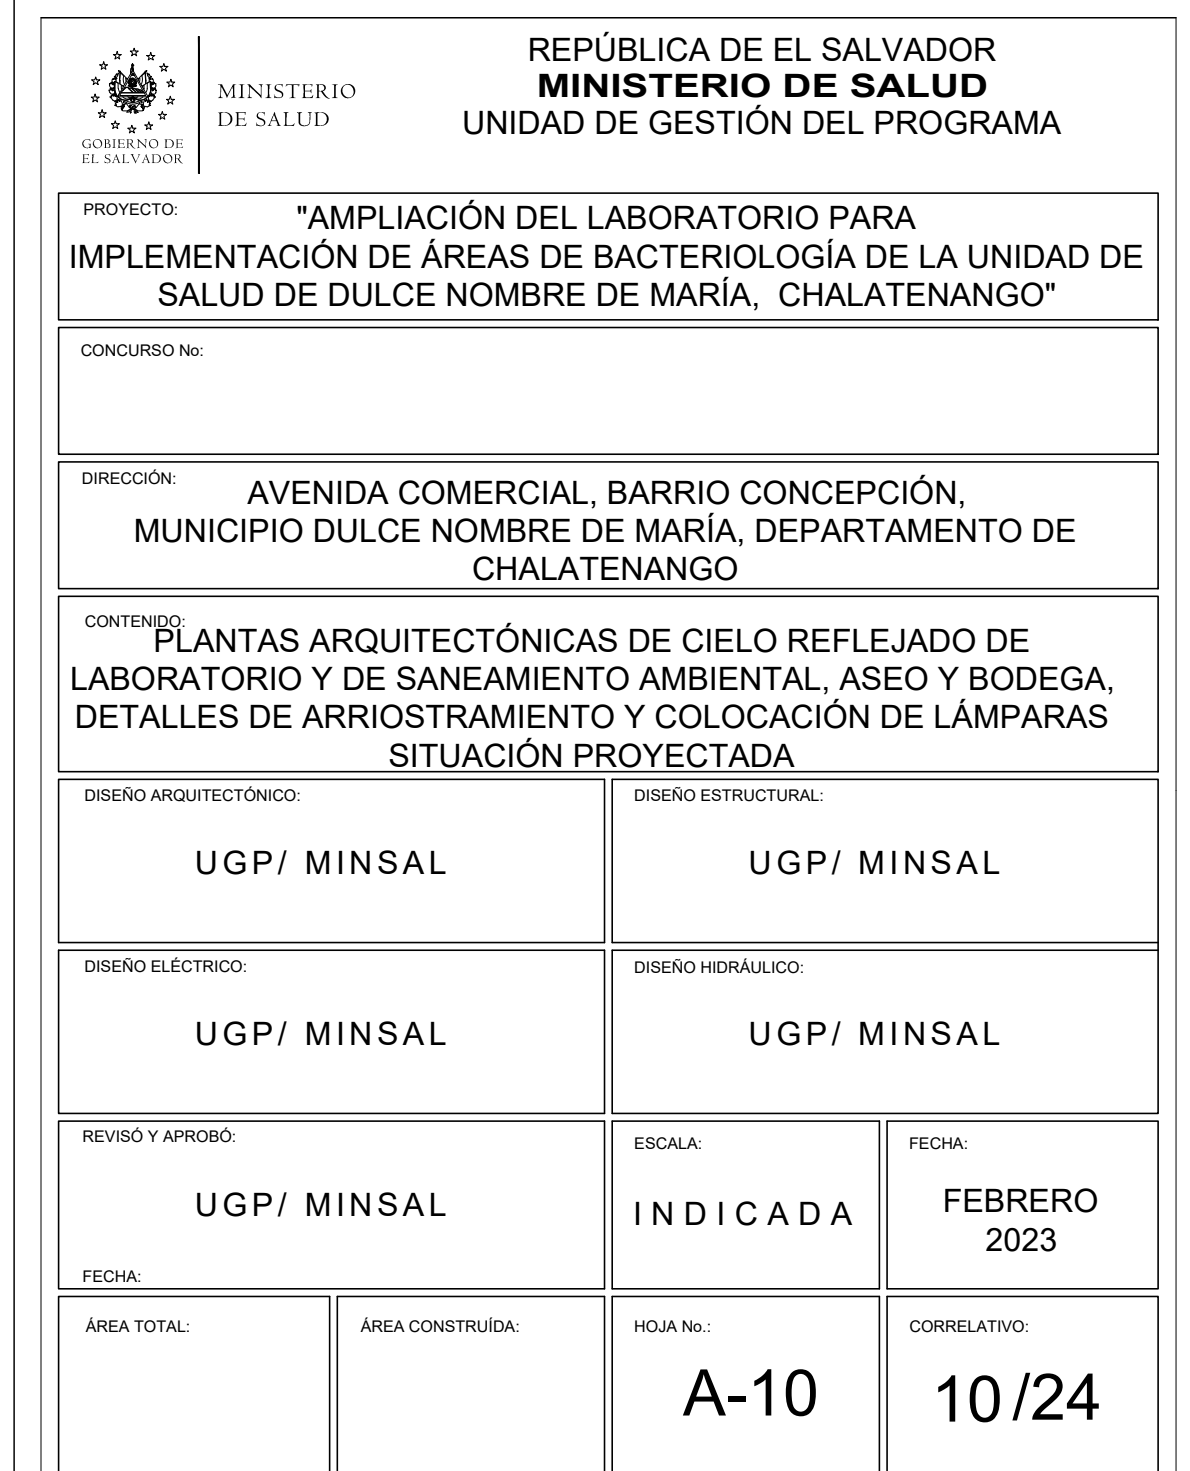 GOBIERNO DE
EL SALVADOR
MINISTERIO
DE SALUD
REPÚBLICA DE EL SALVADOR
MINISTERIO DE SALUD
UNIDAD DE GESTIÓN DEL PROGRAMA
PROYECTO:
"AMPLIACIÓN DEL LABORATORIO PARA
IMPLEMENTACIÓN DE ÁREAS DE BACTERIOLOGÍA DE LA UNIDAD DE
SALUD DE DULCE NOMBRE DE MARÍA, CHALATENANGO"
CONCURSO No:
DIRECCIÓN:
AVENIDA COMERCIAL, BARRIO CONCEPCIÓN,
MUNICIPIO DULCE NOMBRE DE MARÍA, DEPARTAMENTO DE
CHALATENANGO
CONTENIDO:
PLANTAS ARQUITECTÓNICAS DE CIELO REFLEJADO DE
LABORATORIO Y DE SANEAMIENTO AMBIENTAL, ASEO Y BODEGA,
DETALLES DE ARRIOSTRAMIENTO Y COLOCACIÓN DE LÁMPARAS
SITUACIÓN PROYECTADA
DISEÑO ARQUITECTÓNICO:
UGP/ MINSAL
DISEÑO ESTRUCTURAL:
UGP/ MINSAL
DISEÑO ELÉCTRICO:
UGP/ MINSAL
DISEÑO HIDRÁULICO:
UGP/ MINSAL
REVISÓ Y APROBÓ:
UGP/ MINSAL
FECHA:
ESCALA:
INDICADA
FECHA:
FEBRERO
2023
ÁREA TOTAL:
ÁREA CONSTRUÍDA:
HOJA No.:
A-10
CORRELATIVO:
10/24